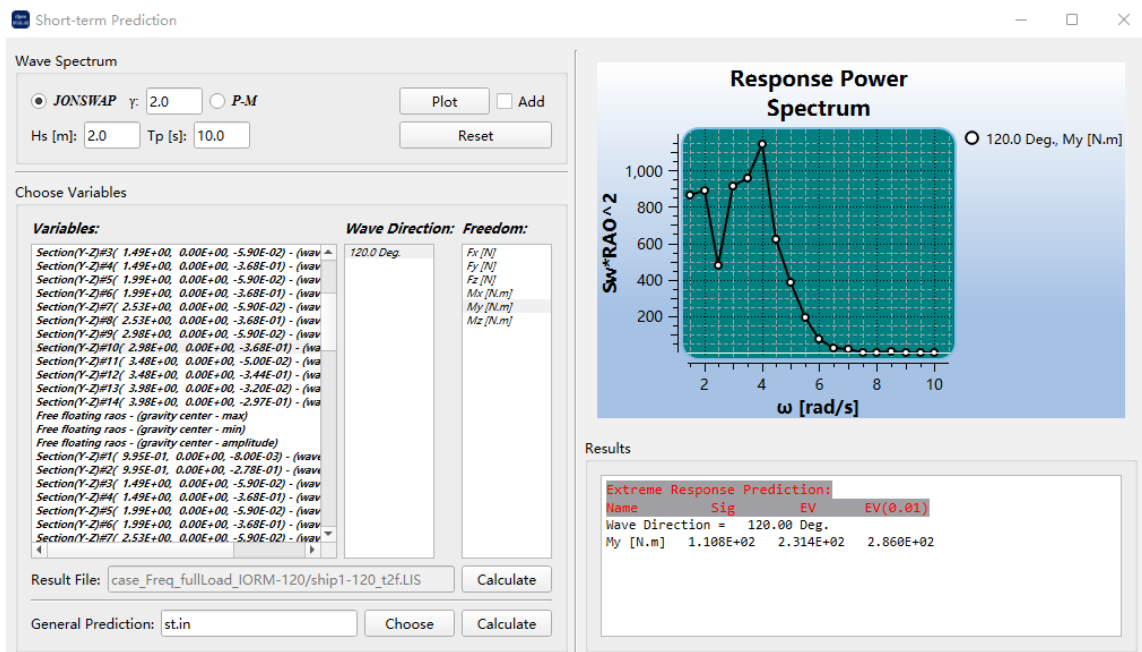 Short-term Prediction
Wave Spectrum
JONSWAP γ: 2.0 P-M Plot Add
Hs [m]: 2.0 Tp [s]: 10.0 Reset
Choose Variables
Variables: Wave Direction: Freedom:
Section(Y-Z)#3( 1.49E+00, 0.00E+00, -5.90E-02) - (wav
Section(Y-Z)#4( 1.49E+00, 0.00E+00, -3.68E-01) - (wav
Section(Y-Z)#5( 1.99E+00, 0.00E+00, -5.90E-02) - (wav
Section(Y-Z)#6( 1.99E+00, 0.00E+00, -3.68E-01) - (wav
Section(Y-Z)#7( 2.53E+00, 0.00E+00, -5.90E-02) - (wav
Section(Y-Z)#8( 2.53E+00, 0.00E+00, -3.68E-01) - (wav
Section(Y-Z)#9( 2.98E+00, 0.00E+00, -5.90E-02) - (wav
Section(Y-Z)#10( 2.98E+00, 0.00E+00, -3.68E-01) - (wa
Section(Y-Z)#11( 3.48E+00, 0.00E+00, -5.00E-02) - (wa
Section(Y-Z)#12( 3.48E+00, 0.00E+00, -3.44E-01) - (wa
Section(Y-Z)#13( 3.98E+00, 0.00E+00, -3.20E-02) - (wa
Section(Y-Z)#14( 3.98E+00, 0.00E+00, -2.97E-01) - (wa
Free floating raos - (gravity center - max)
Free floating raos - (gravity center - min)
Free floating raos - (gravity center - amplitude)
Section(Y-Z)#1( 9.95E-01, 0.00E+00, -8.00E-03) - (wave
Section(Y-Z)#2( 9.95E-01, 0.00E+00, -2.78E-01) - (wave
Section(Y-Z)#3( 1.49E+00, 0.00E+00, -5.90E-02) - (wav
Section(Y-Z)#4( 1.49E+00, 0.00E+00, -3.68E-01) - (wav
Section(Y-Z)#5( 1.99E+00, 0.00E+00, -5.90E-02) - (wav
Section(Y-Z)#6( 1.99E+00, 0.00E+00, -3.68E-01) - (wav
Section(Y-Z)#7( 2.53E+00, 0.00E+00, -5.90E-02) - (wav
120.0 Deg.
Fx [N]
Fy [N]
Fz [N]
Mx [N.m]
My [N.m]
Mz [N.m]
Result File: case_Freq_fullLoad_IORM-120/ship1-120_t2f.LIS Calculate
General Prediction: st.in Choose Calculate
Response Power
Spectrum
120.0 Deg., My [N.m]
Sw*RAO^2
1,000
800
600
400
200
2 4 6 8 10
ω [rad/s]
Results
Extreme Response Prediction:
Name Sig EV EV(0.01)
Wave Direction = 120.00 Deg.
My [N.m] 1.108E+02 2.314E+02 2.860E+02